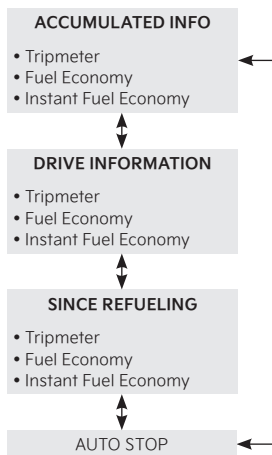 ACCUMULATED INFO
• Tripmeter
• Fuel Economy
• Instant Fuel Economy
DRIVE INFORMATION
• Tripmeter
• Fuel Economy
• Instant Fuel Economy
SINCE REFUELING
• Tripmeter
• Fuel Economy
• Instant Fuel Economy
AUTO STOP